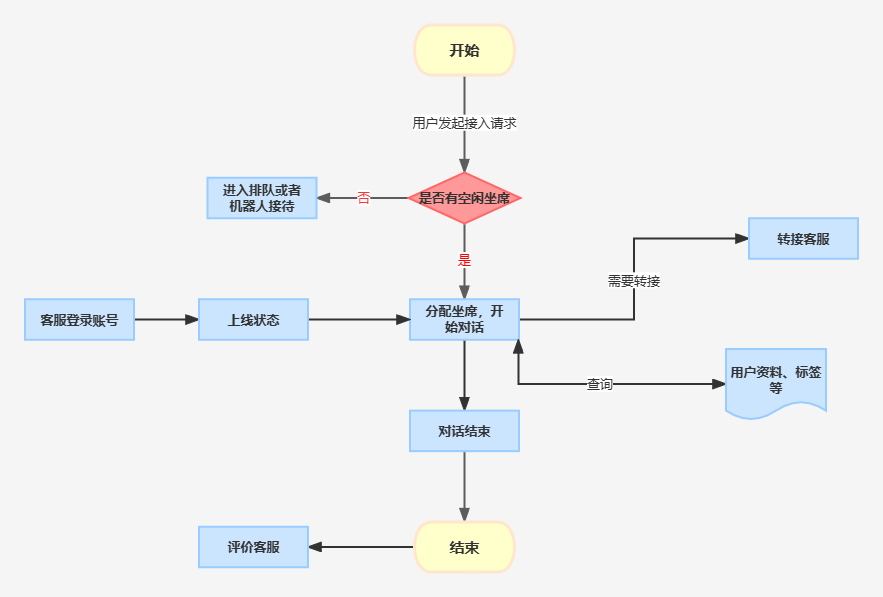 开始
用户发起接入请求
进入排队或者
机器人接待
否
是否有空闲坐席
是
转接客服
需要转接
客服登录账号
上线状态
分配坐席，开
始对话
用户资料、标签
等
查询
对话结束
评价客服
结束